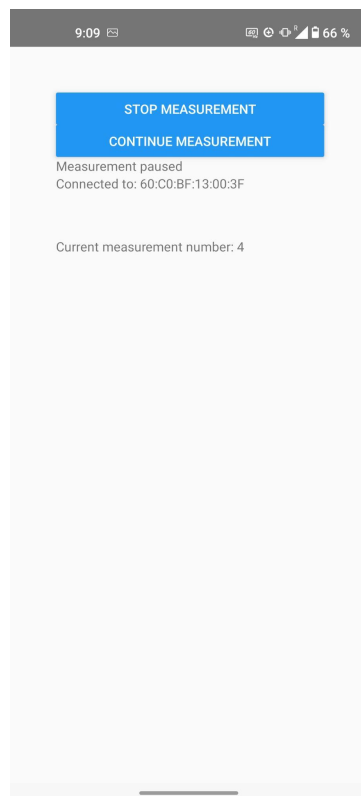 9:09 R 66 %
STOP MEASUREMENT
CONTINUE MEASUREMENT
Measurement paused
Connected to: 60:C0:BF:13:00:3F
Current measurement number: 4